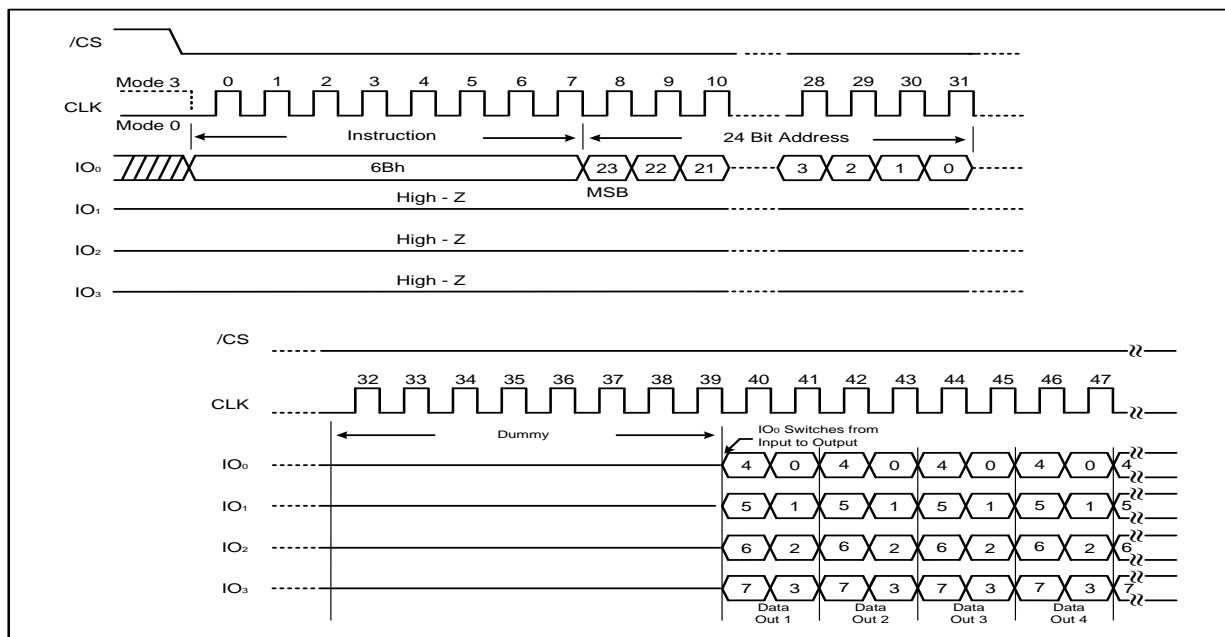 /CS
Mode 3 0 1 2 3 4 5 6 7 8 9 10 28 29 30 31
CLK
Mode 0
Instruction 24 Bit Address
IO₀ 6Bh 23 22 21 3 2 1 0
MSB
IO₁ High - Z
IO₂ High - Z
IO₃ High - Z
/CS
32 33 34 35 36 37 38 39 40 41 42 43 44 45 46 47
CLK
Dummy
IO₀ Switches from
Input to Output
IO₀ 4 0 4 0 4 0 4 0 4
IO₁ 5 1 5 1 5 1 5 1 5
IO₂ 6 2 6 2 6 2 6 2 6
IO₃ 7 3 7 3 7 3 7 3 7
Data Data Data Data
Out 1 Out 2 Out 3 Out 4